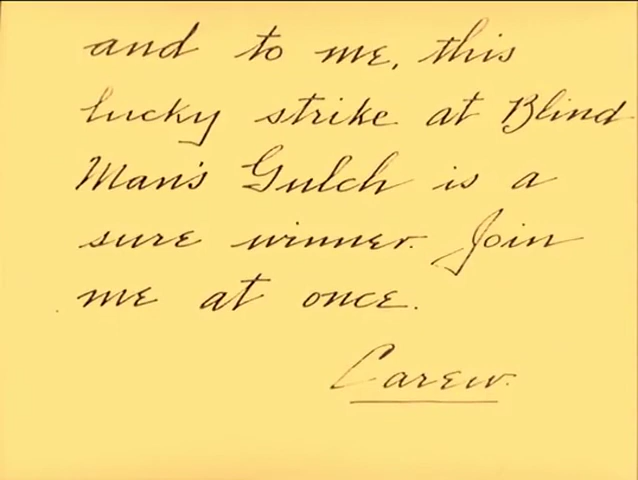 and to me, this
lucky strike at Blind
Man's Gulch is a
sure winner. Join
me at once.
Carew.